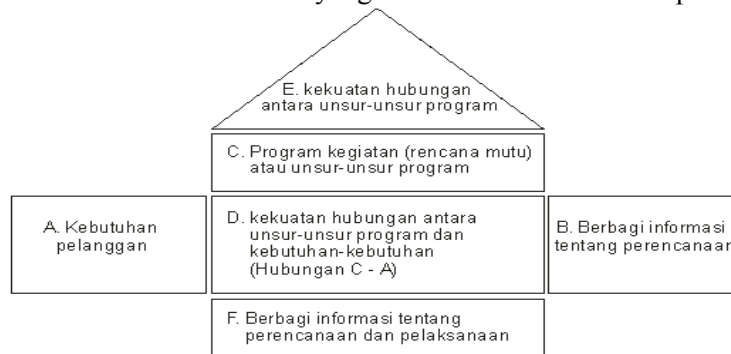 E. kekuatan hubungan
antara unsur-unsur program
C. Program kegiatan (rencana mutu)
atau unsur-unsur program
A. Kebutuhan
pelanggan
D. kekuatan hubungan antara
unsur-unsur program dan
kebutuhan-kebutuhan
(Hubungan C - A)
B. Berbagi informasi
tentang perencanaan
F. Berbagi informasi tentang
perencanaan dan pelaksanaan